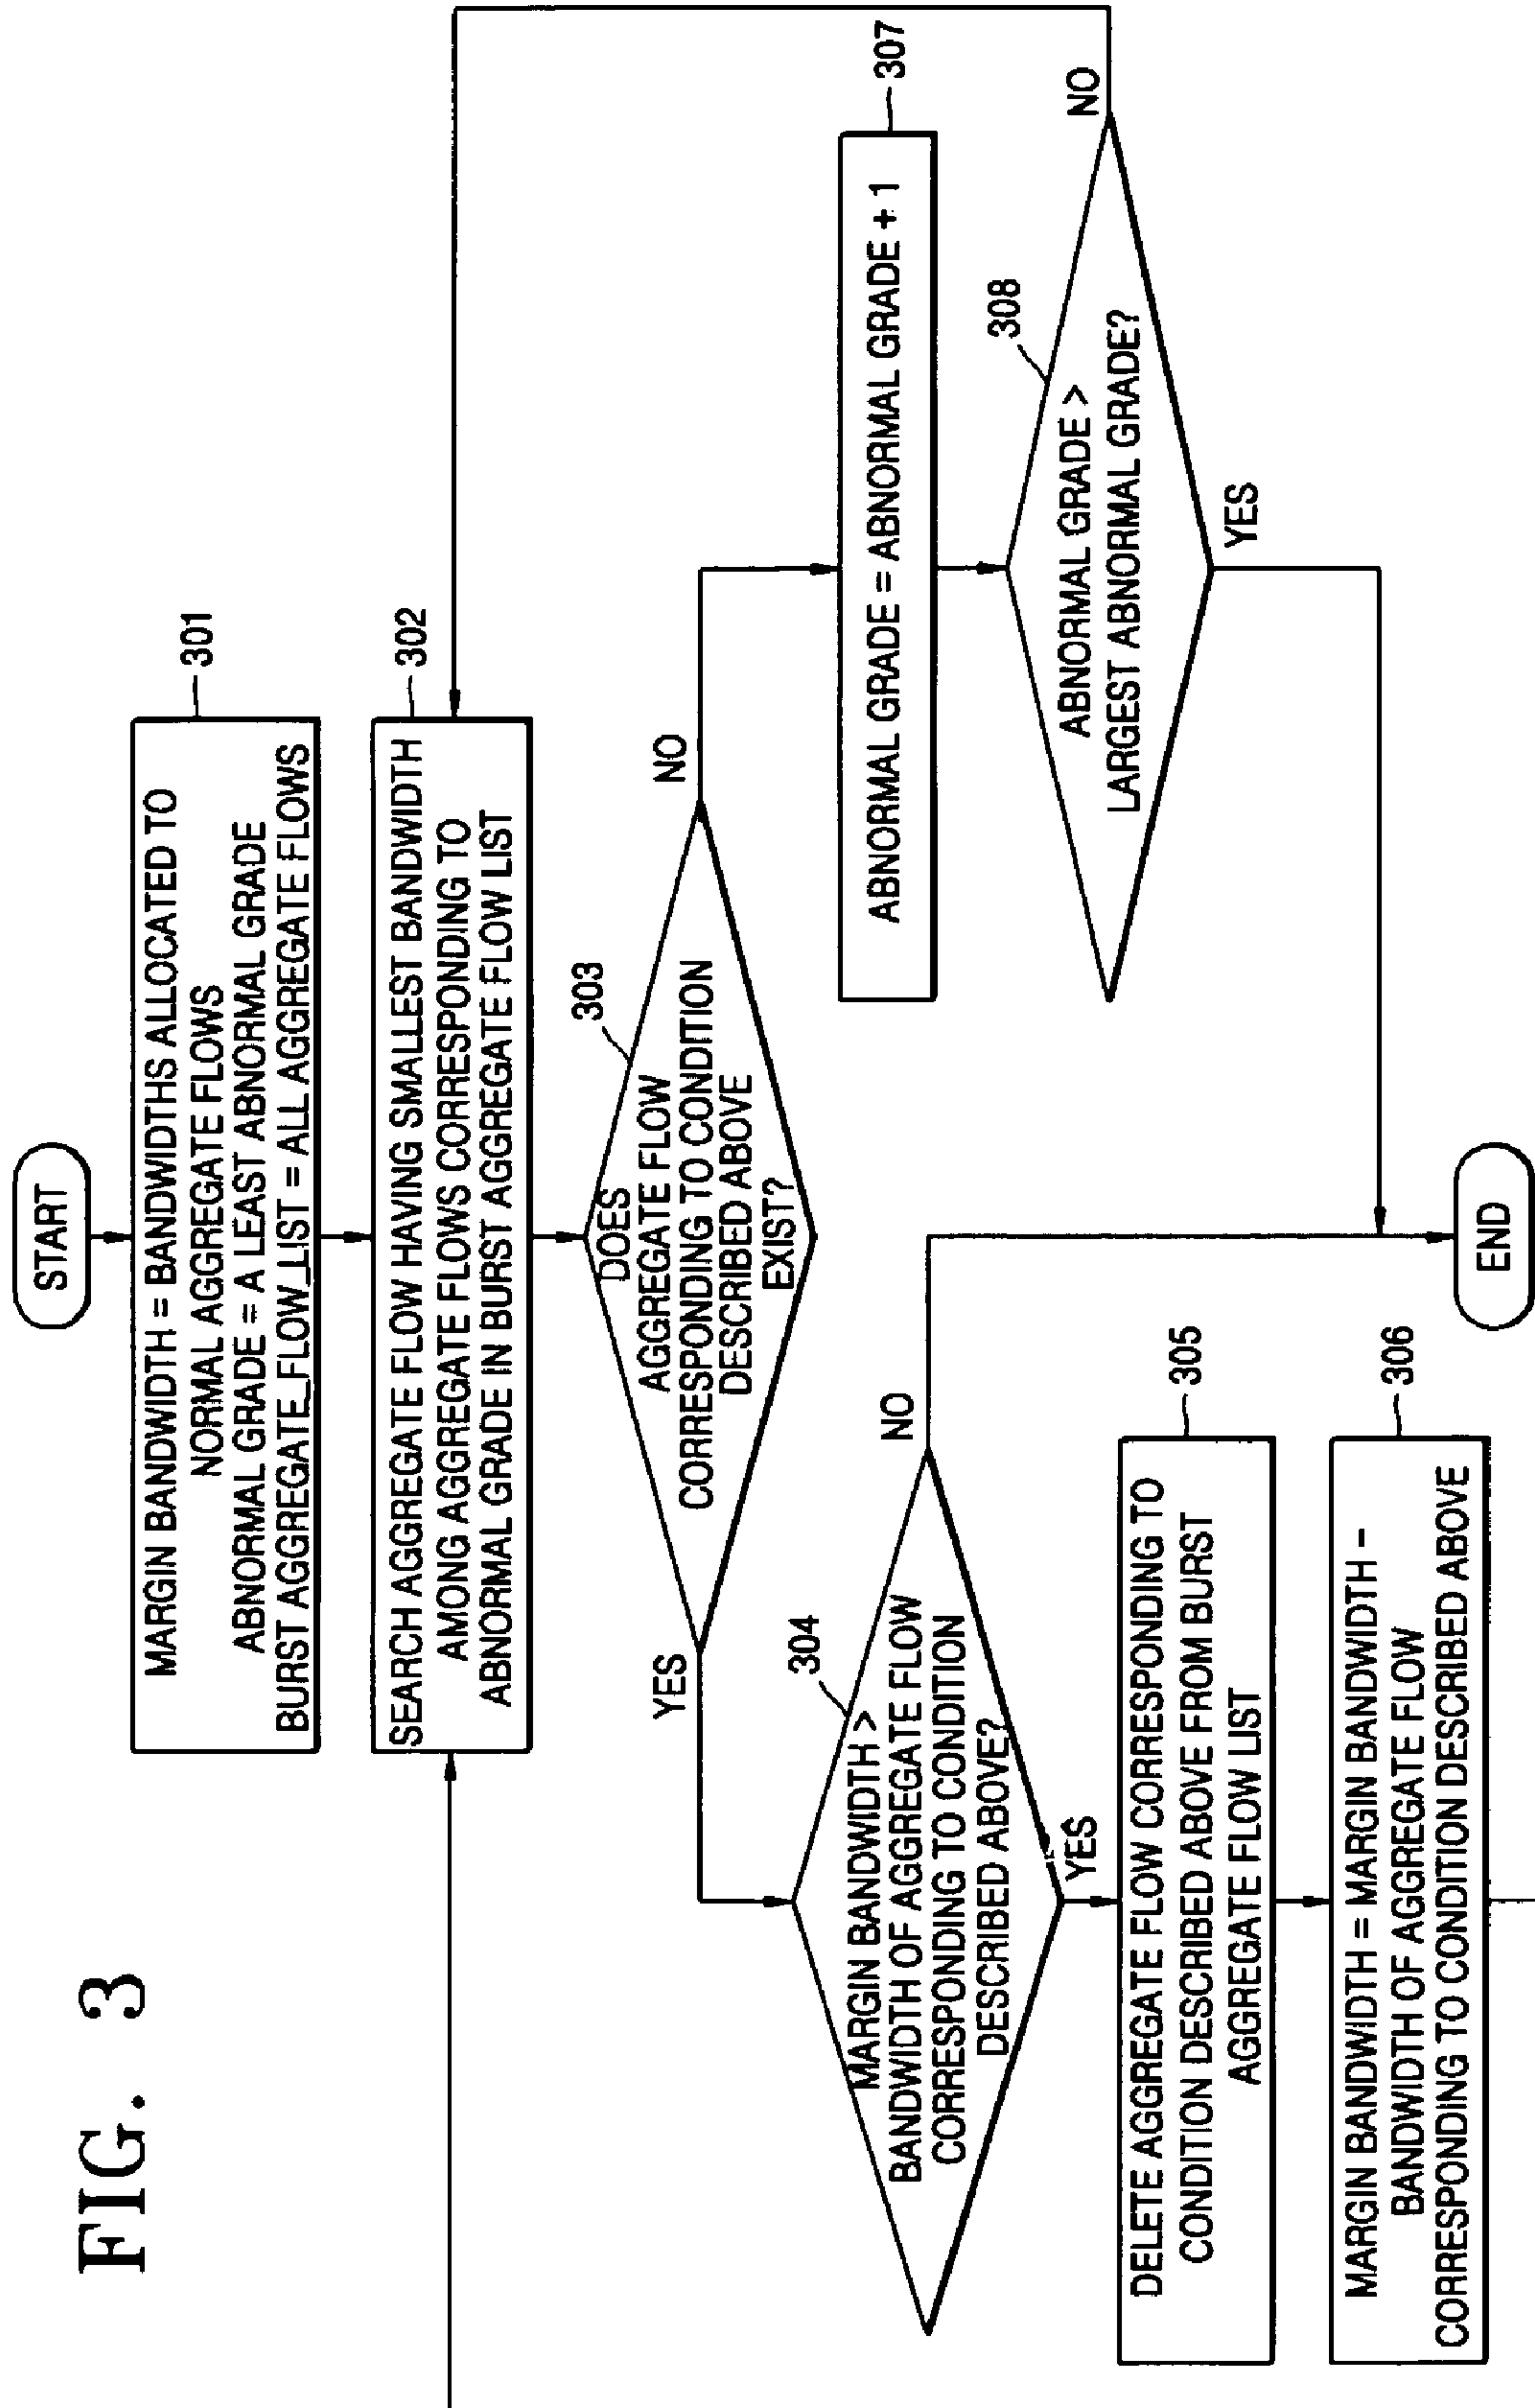 FIG. 3
START
301
MARGIN BANDWIDTH = BANDWIDTHS ALLOCATED TO
NORMAL AGGREGATE FLOWS
ABNORMAL GRADE = A LEAST ABNORMAL GRADE
BURST AGGREGATE_FLOW_LIST = ALL AGGREGATE FLOWS
302
SEARCH AGGREGATE FLOW HAVING SMALLEST BANDWIDTH
AMONG AGGREGATE FLOWS CORRESPONDING TO
ABNORMAL GRADE IN BURST AGGREGATE FLOW LIST
303
DOES
AGGREGATE FLOW
CORRESPONDING TO CONDITION
DESCRIBED ABOVE
EXIST?
YES
NO
304
MARGIN BANDWIDTH >
BANDWIDTH OF AGGREGATE FLOW
CORRESPONDING TO CONDITION
DESCRIBED ABOVE?
NO
YES
305
DELETE AGGREGATE FLOW CORRESPONDING TO
CONDITION DESCRIBED ABOVE FROM BURST
AGGREGATE FLOW LIST
306
MARGIN BANDWIDTH = MARGIN BANDWIDTH -
BANDWIDTH OF AGGREGATE FLOW
CORRESPONDING TO CONDITION DESCRIBED ABOVE
307
ABNORMAL GRADE = ABNORMAL GRADE + 1
308
ABNORMAL GRADE >
LARGEST ABNORMAL GRADE?
NO
YES
END